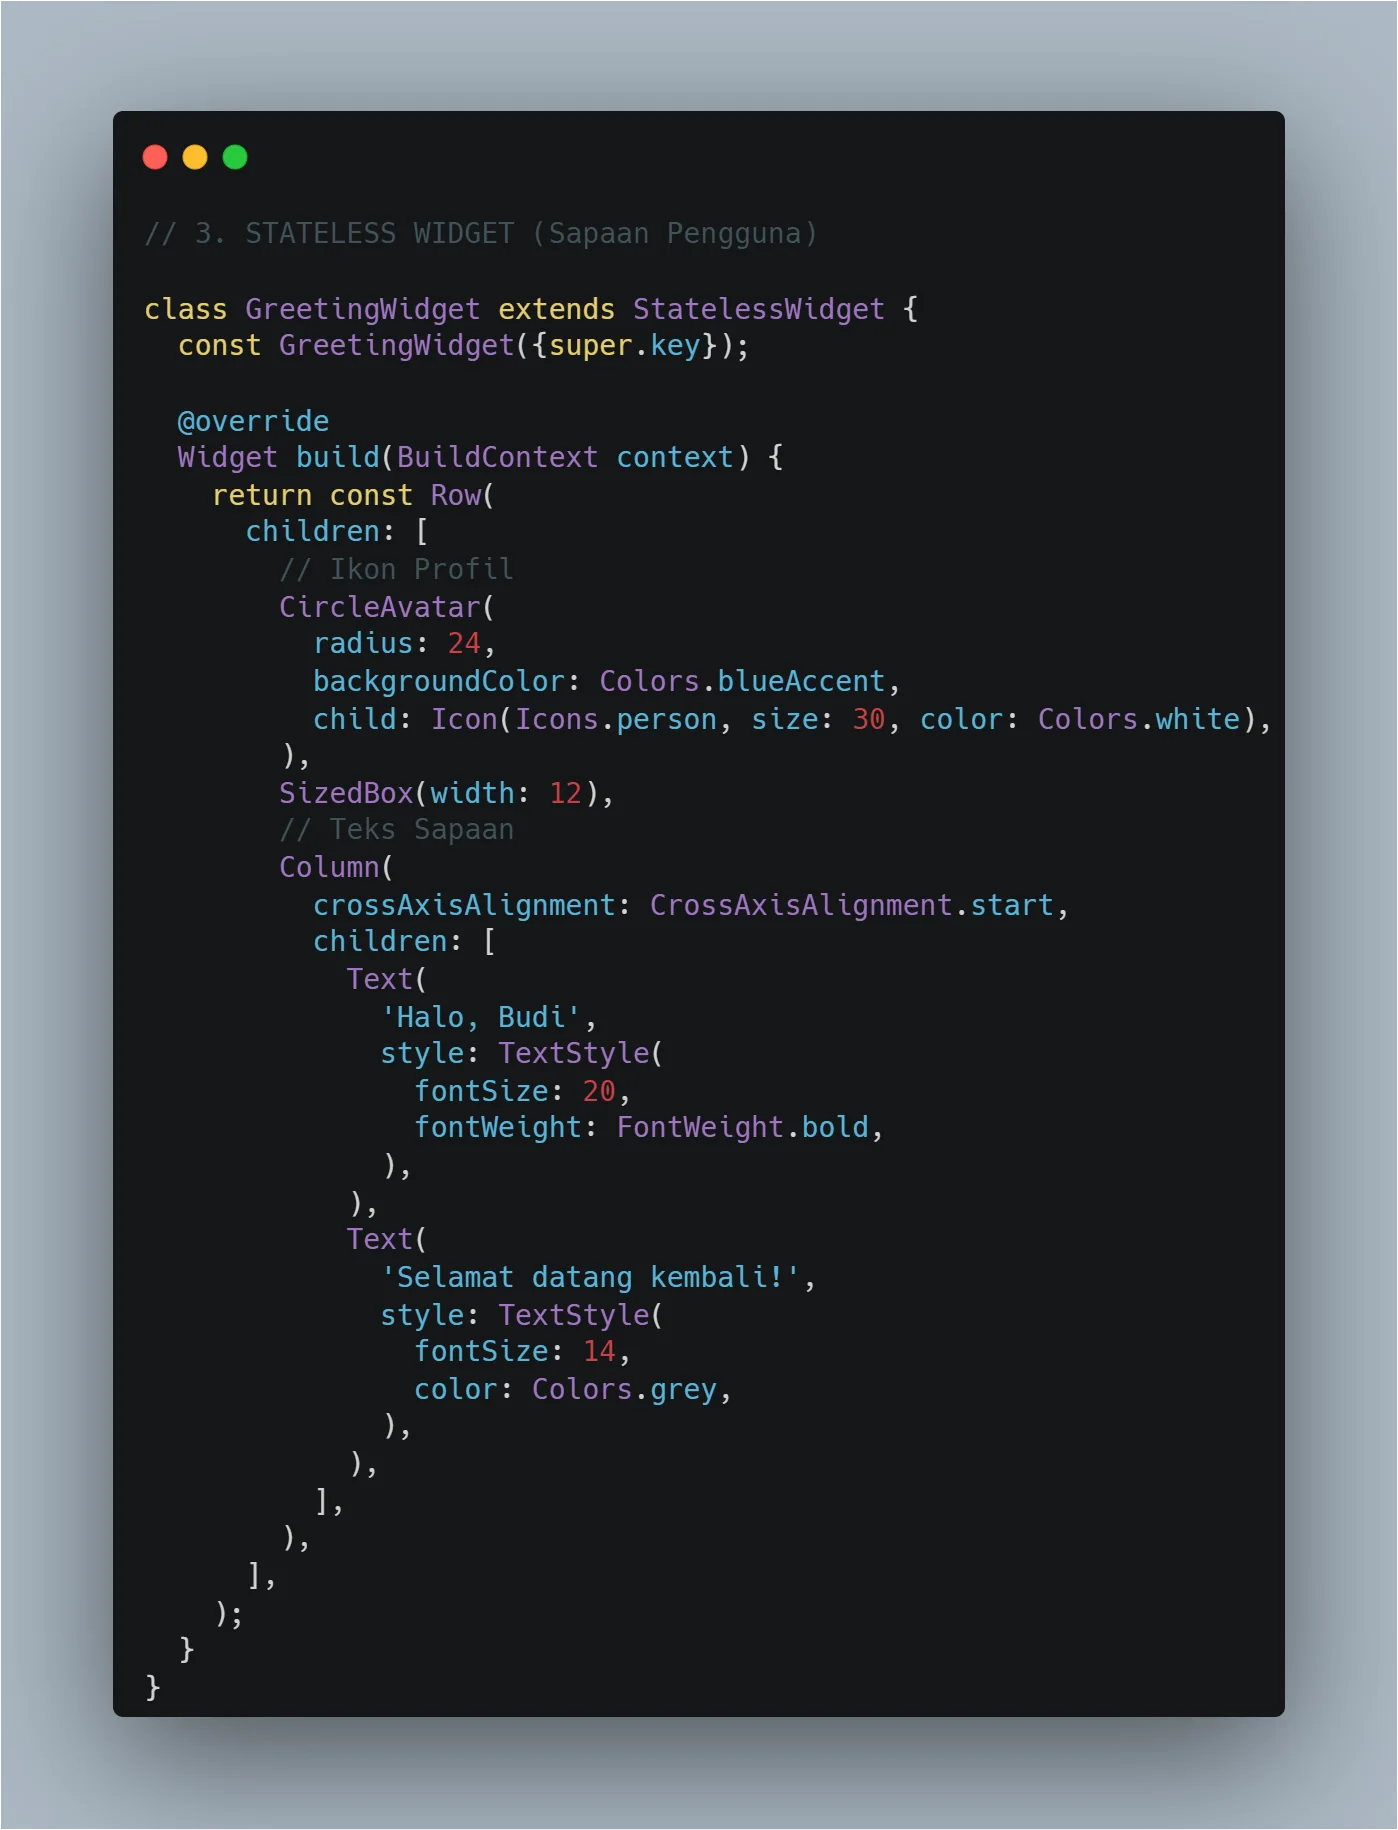 // 3. STATELESS WIDGET (Sapaan Pengguna)

class GreetingWidget extends StatelessWidget {
  const GreetingWidget({super.key});

  @override
  Widget build(BuildContext context) {
    return const Row(
      children: [
        // Ikon Profil
        CircleAvatar(
          radius: 24,
          backgroundColor: Colors.blueAccent,
          child: Icon(Icons.person, size: 30, color: Colors.white),
        ),
        SizedBox(width: 12),
        // Teks Sapaan
        Column(
          crossAxisAlignment: CrossAxisAlignment.start,
          children: [
            Text(
              'Halo, Budi',
              style: TextStyle(
                fontSize: 20,
                fontWeight: FontWeight.bold,
              ),
            ),
            Text(
              'Selamat datang kembali!',
              style: TextStyle(
                fontSize: 14,
                color: Colors.grey,
              ),
            ),
          ],
        ),
      ],
    );
  }
}